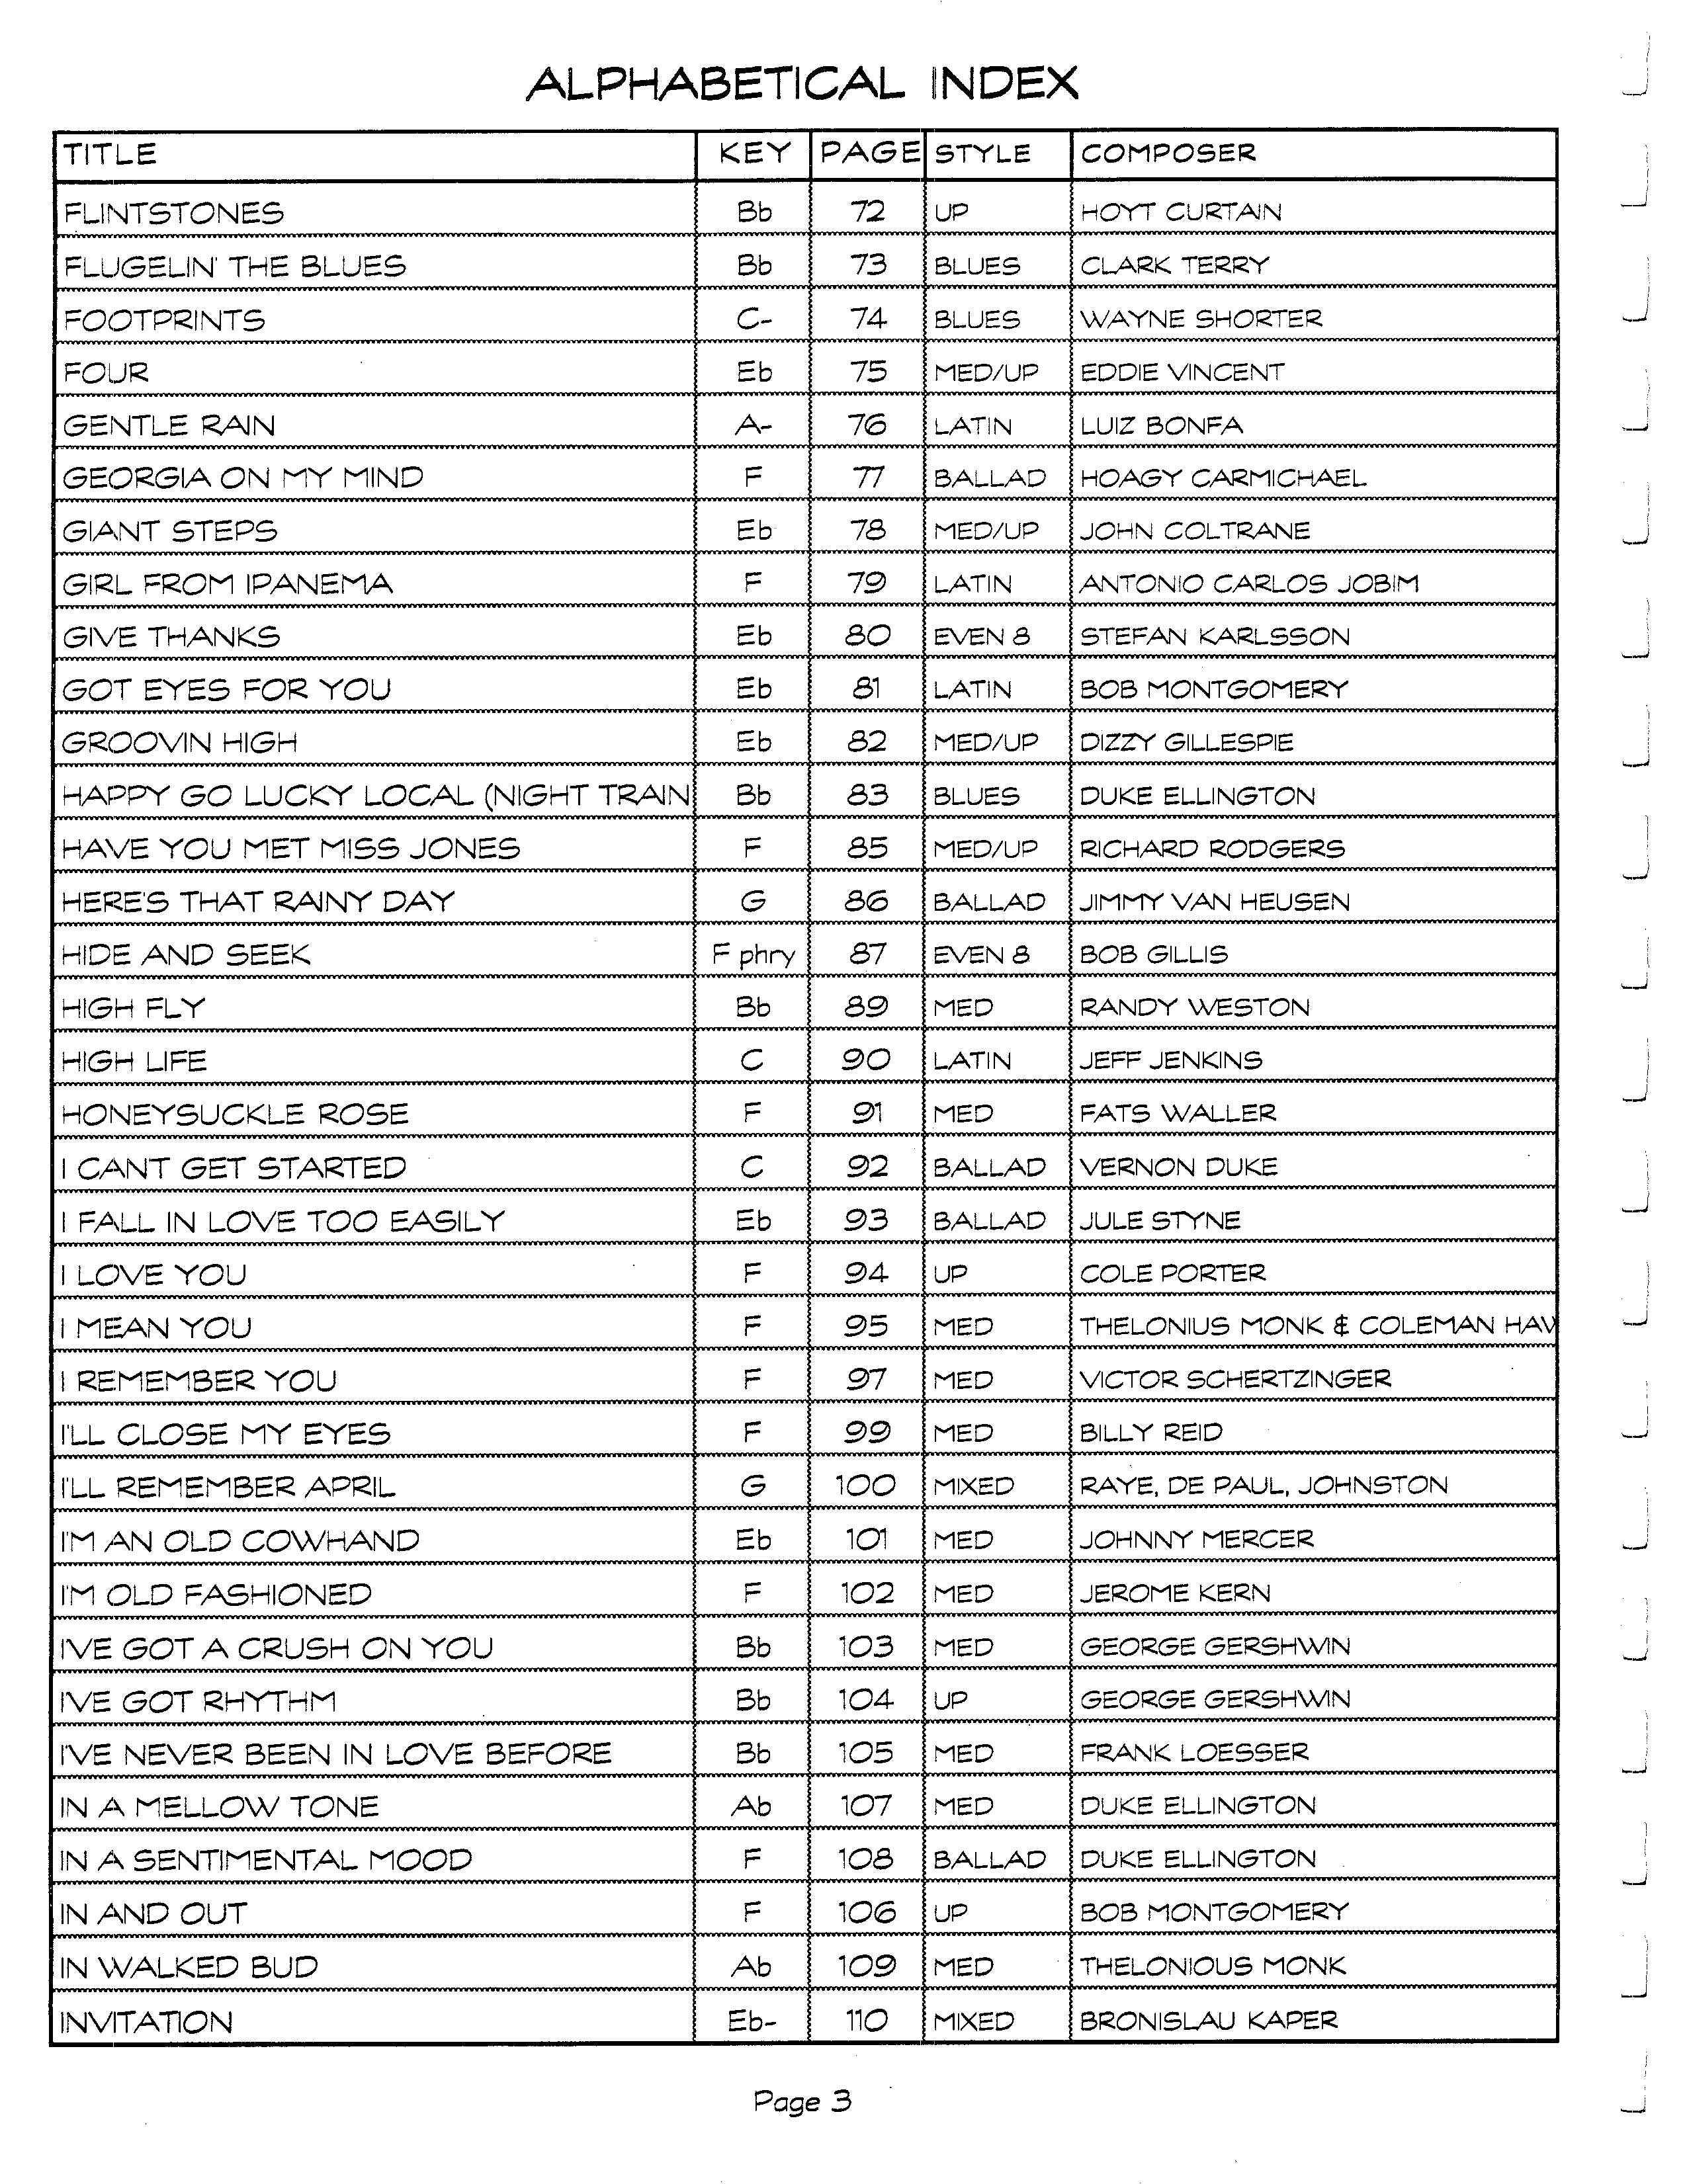 ALPHABETICAL INDEX
TITLE KEY PAGE STYLE COMPOSER
FLINTSTONES Bb 72 UP HOYT CURTAIN
FLUGELIN' THE BLUES Bb 73 BLUES CLARK TERRY
FOOTPRINTS C- 74 BLUES WAYNE SHORTER
FOUR Eb 75 MED/UP EDDIE VINCENT
GENTLE RAIN A- 76 LATIN LUIZ BONFA
GEORGIA ON MY MIND F 77 BALLAD HOAGY CARMICHAEL
GIANT STEPS Eb 78 MED/UP JOHN COLTRANE
GIRL FROM IPANEMA F 79 LATIN ANTONIO CARLOS JOBIM
GIVE THANKS Eb 80 EVEN 8 STEFAN KARLSSON
GOT EYES FOR YOU Eb 81 LATIN BOB MONTGOMERY
GROOVIN HIGH Eb 82 MED/UP DIZZY GILLESPIE
HAPPY GO LUCKY LOCAL (NIGHT TRAIN Bb 83 BLUES DUKE ELLINGTON
HAVE YOU MET MISS JONES F 85 MED/UP RICHARD RODGERS
HERE'S THAT RAINY DAY G 86 BALLAD JIMMY VAN HEUSEN
HIDE AND SEEK F phry 87 EVEN 8 BOB GILLIS
HIGH FLY Bb 89 MED RANDY WESTON
HIGH LIFE C 90 LATIN JEFF JENKINS
HONEYSUCKLE ROSE F 91 MED FATS WALLER
I CANT GET STARTED C 92 BALLAD VERNON DUKE
I FALL IN LOVE TOO EASILY Eb 93 BALLAD JULE STYNE
I LOVE YOU F 94 UP COLE PORTER
I MEAN YOU F 95 MED THELONIUS MONK & COLEMAN HAW
I REMEMBER YOU F 97 MED VICTOR SCHERTZINGER
I'LL CLOSE MY EYES F 99 MED BILLY REID
I'LL REMEMBER APRIL G 100 MIXED RAYE, DE PAUL, JOHNSTON
I'M AN OLD COWHAND Eb 101 MED JOHNNY MERCER
I'M OLD FASHIONED F 102 MED JEROME KERN
I'VE GOT A CRUSH ON YOU Bb 103 MED GEORGE GERSHWIN
I'VE GOT RHYTHM Bb 104 UP GEORGE GERSHWIN
I'VE NEVER BEEN IN LOVE BEFORE Bb 105 MED FRANK LOESSER
IN A MELLOW TONE Ab 107 MED DUKE ELLINGTON
IN A SENTIMENTAL MOOD F 108 BALLAD DUKE ELLINGTON
IN AND OUT F 106 UP BOB MONTGOMERY
IN WALKED BUD Ab 109 MED THELONIOUS MONK
INVITATION Eb- 110 MIXED BRONISLAU KAPER
Page 3